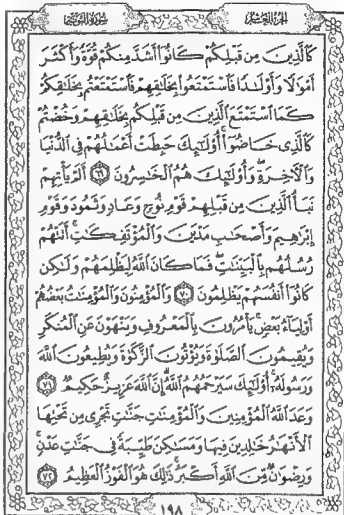 الجزء العاشر سورة التوبة
كَٱلَّذِينَ مِن قَبۡلِكُمۡ كَانُوٓاْ أَشَدَّ مِنكُمۡ قُوَّةٗ وَأَكۡثَرَ
أَمۡوَٰلٗا وَأَوۡلَٰدٗا فَٱسۡتَمۡتَعُواْ بِخَلَٰقِهِمۡ فَٱسۡتَمۡتَعۡتُم بِخَلَٰقِكُمۡ
كَمَا ٱسۡتَمۡتَعَ ٱلَّذِينَ مِن قَبۡلِكُم بِخَلَٰقِهِمۡ وَخُضۡتُمۡ
كَٱلَّذِي خَاضُوٓاْۚ أُوْلَٰٓئِكَ حَبِطَتۡ أَعۡمَٰلُهُمۡ فِي ٱلدُّنۡيَا
وَٱلۡأٓخِرَةِۖ وَأُوْلَٰٓئِكَ هُمُ ٱلۡخَٰسِرُونَ ٦٩ أَلَمۡ يَأۡتِهِمۡ
نَبَأُ ٱلَّذِينَ مِن قَبۡلِهِمۡ قَوۡمِ نُوحٖ وَعَادٖ وَثَمُودَ وَقَوۡمِ
إِبۡرَٰهِيمَ وَأَصۡحَٰبِ مَدۡيَنَ وَٱلۡمُؤۡتَفِكَٰتِۚ أَتَتۡهُمۡ
رُسُلُهُم بِٱلۡبَيِّنَٰتِۖ فَمَا كَانَ ٱللَّهُ لِيَظۡلِمَهُمۡ وَلَٰكِن
كَانُوٓاْ أَنفُسَهُمۡ يَظۡلِمُونَ ٧٠ وَٱلۡمُؤۡمِنُونَ وَٱلۡمُؤۡمِنَٰتُ بَعۡضُهُمۡ
أَوۡلِيَآءُ بَعۡضٖۚ يَأۡمُرُونَ بِٱلۡمَعۡرُوفِ وَيَنۡهَوۡنَ عَنِ ٱلۡمُنكَرِ
وَيُقِيمُونَ ٱلصَّلَوٰةَ وَيُؤۡتُونَ ٱلزَّكَوٰةَ وَيُطِيعُونَ ٱللَّهَ
وَرَسُولَهُۥٓۚ أُوْلَٰٓئِكَ سَيَرۡحَمُهُمُ ٱللَّهُۗ إِنَّ ٱللَّهَ عَزِيزٌ حَكِيمٞ ٧١
وَعَدَ ٱللَّهُ ٱلۡمُؤۡمِنِينَ وَٱلۡمُؤۡمِنَٰتِ جَنَّٰتٖ تَجۡرِي مِن تَحۡتِهَا
ٱلۡأَنۡهَٰرُ خَٰلِدِينَ فِيهَا وَمَسَٰكِنَ طَيِّبَةٗ فِي جَنَّٰتِ عَدۡنٖۚ
وَرِضۡوَٰنٞ مِّنَ ٱللَّهِ أَكۡبَرُۚ ذَٰلِكَ هُوَ ٱلۡفَوۡزُ ٱلۡعَظِيمُ ٧٢
١٩٨